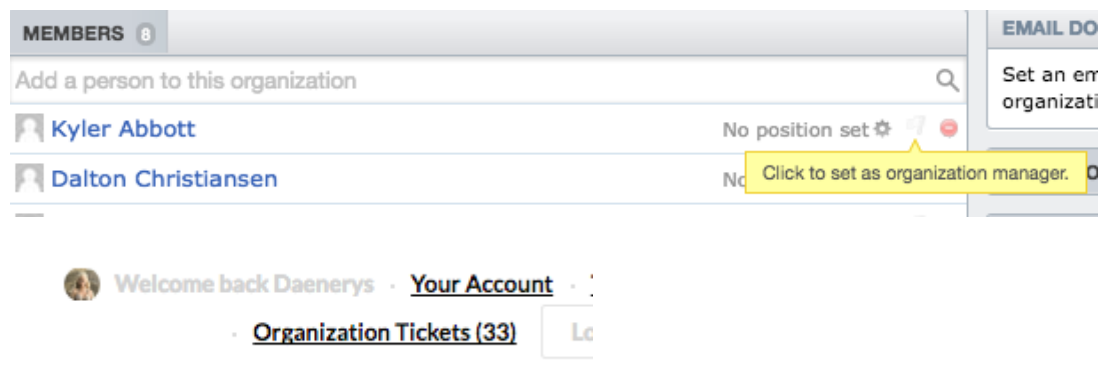 MEMBERS 8
EMAIL DO
Add a person to this organization
Set an em
organizati
Kyler Abbott
No position set
Click to set as organization manager.
Dalton Christiansen
No
Welcome back Daenerys · Your Account ·
· Organization Tickets (33)
Lo